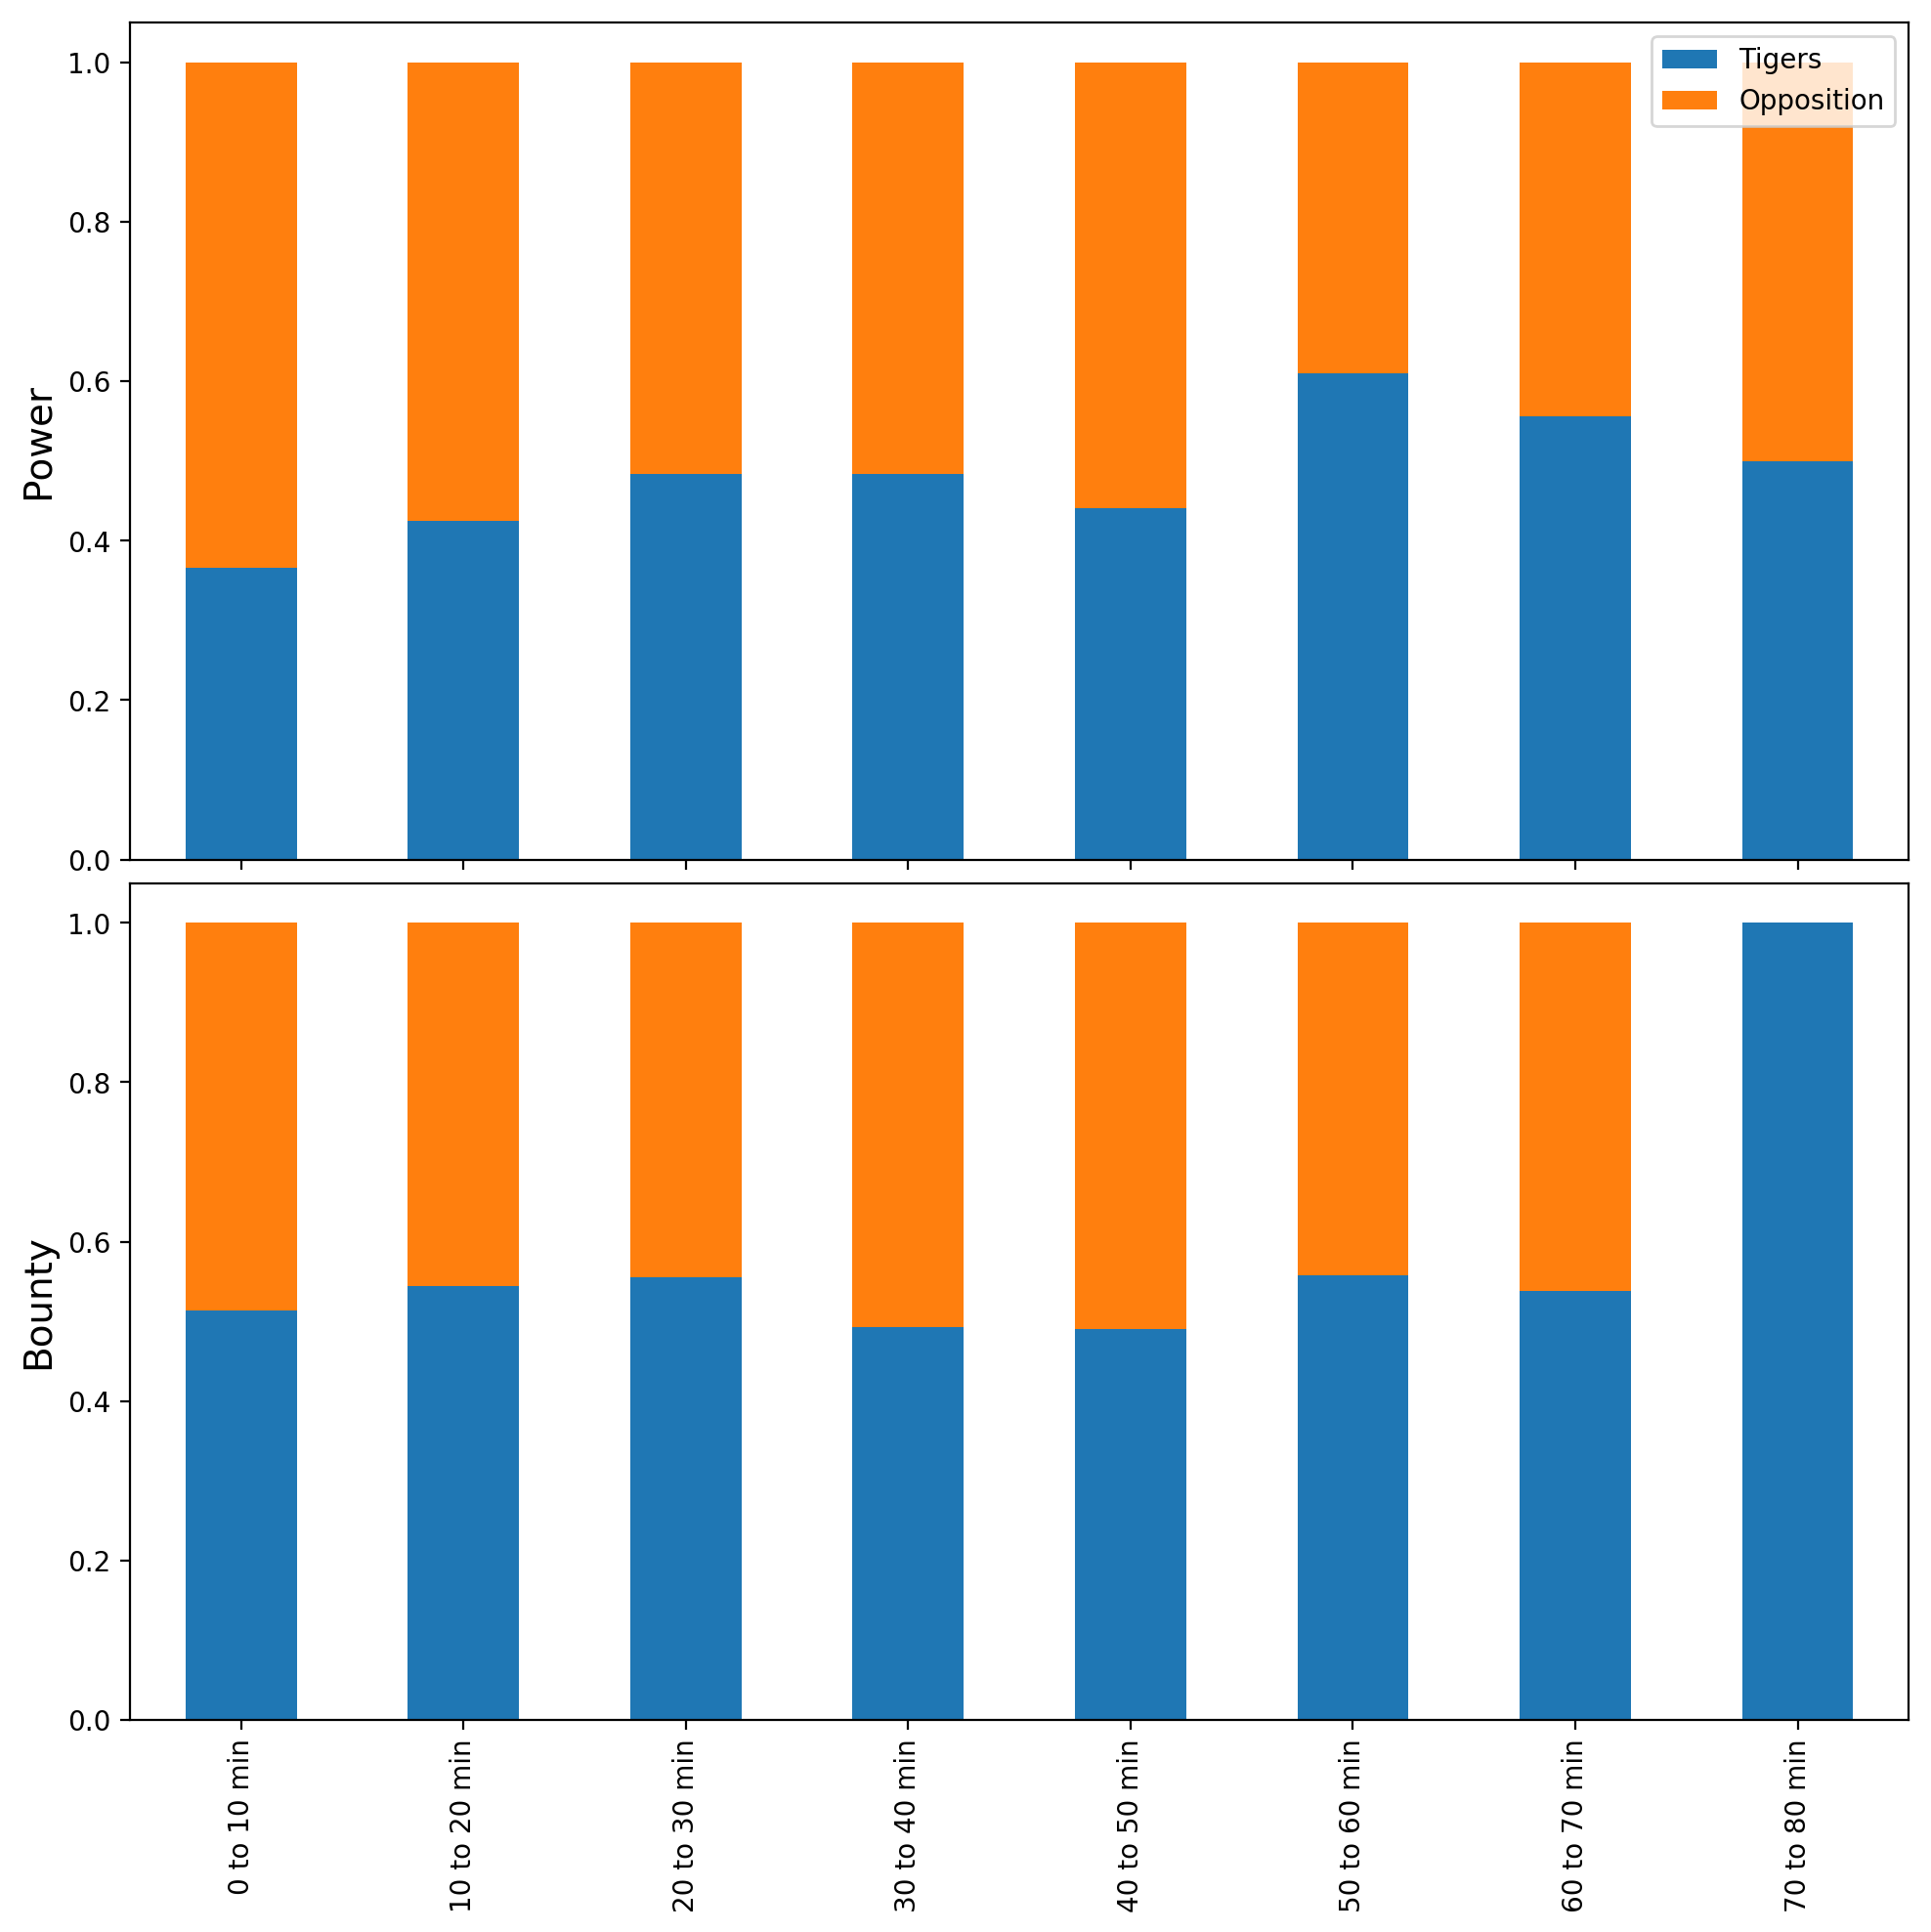 Tigers
Opposition
1.0
0.8
0.6
0.4
0.2
0.0
Power
1.0
0.8
0.6
0.4
0.2
0.0
Bounty
0 to 10 min
10 to 20 min
20 to 30 min
30 to 40 min
40 to 50 min
50 to 60 min
60 to 70 min
70 to 80 min